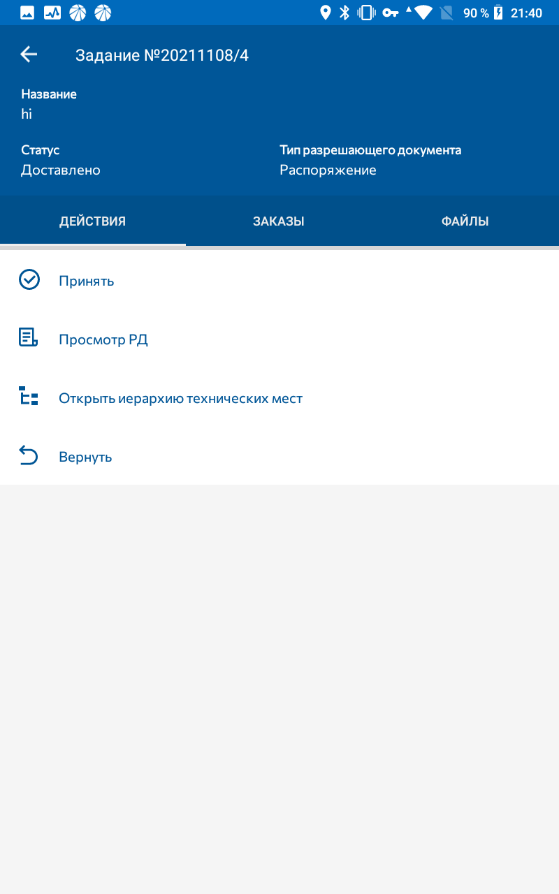 90 % 21:40
Задание №20211108/4
Название
hi
Статус
Тип разрешающего документа
Доставлено
Распоряжение
ДЕЙСТВИЯ
ЗАКАЗЫ
ФАЙЛЫ
Принять
Просмотр РД
Открыть иерархию технических мест
Вернуть